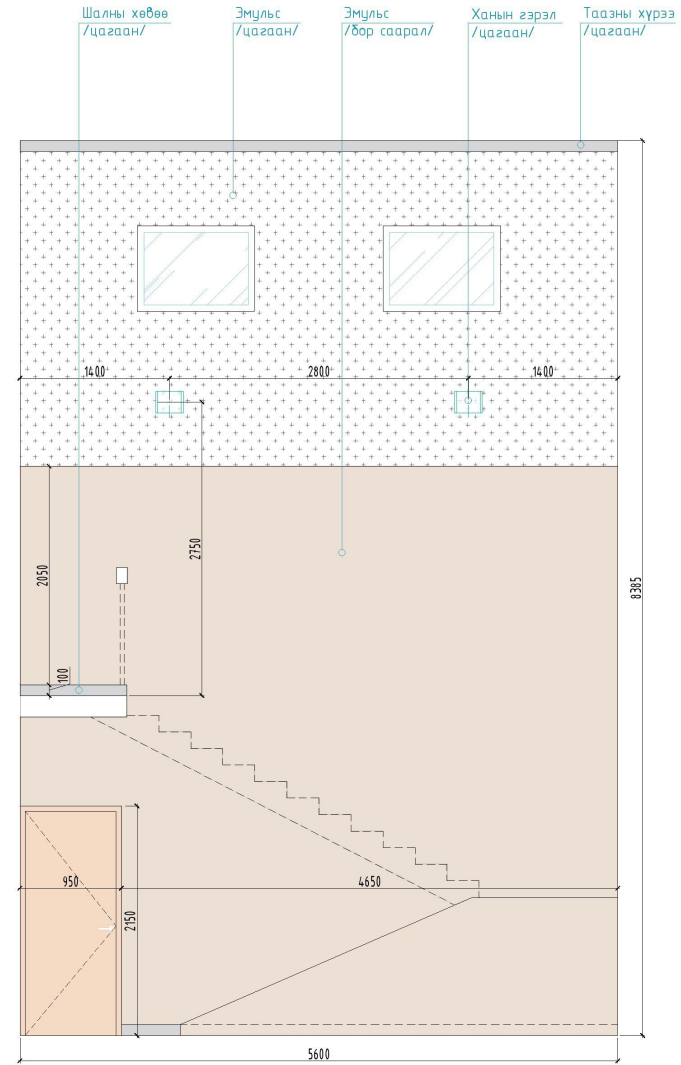 Шалны хөвөө
/цагаан/
Эмульс
/цагаан/
Эмульс
/бор саарал/
Ханын гэрэл
/цагаан/
Таазны хүрээ
/цагаан/
1400 2800 1400
2750
2050
8385
100
950 4650
2150
5600